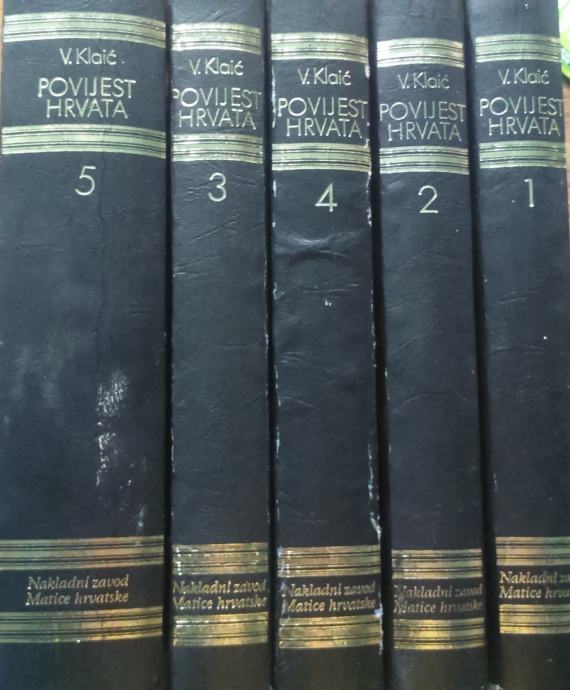 V. Klaić
POVIJEST
HRVATA
5
Nakladni zavod
Matice hrvatske
V. Klaić
POVIJEST
HRVATA
3
Nakladni zavod
Matice hrvatske
V. Klaić
POVIJEST
HRVATA
4
Nakladni zavod
Matice hrvatske
V. Klaić
POVIJEST
HRVATA
2
Nakladni zavod
Matice hrvatske
V. Klaić
POVIJEST
HRVATA
1
Nakladni za
Matice hrva